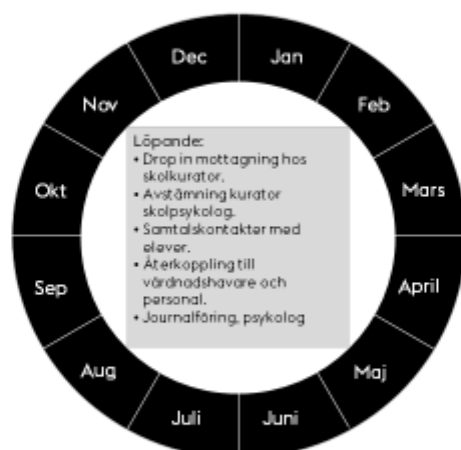 Dec
Jan
Nov
Feb
Okt
Mars
Sep
April
Aug
Maj
Juli
Juni
Löpande:
• Drop in mottagning hos
skolkurator.
• Avstämning kurator
skolpsykolog.
• Samtalskontakter med
elever.
• Återkoppling till
vårdnadshavare och
personal.
• Journalföring, psykolog